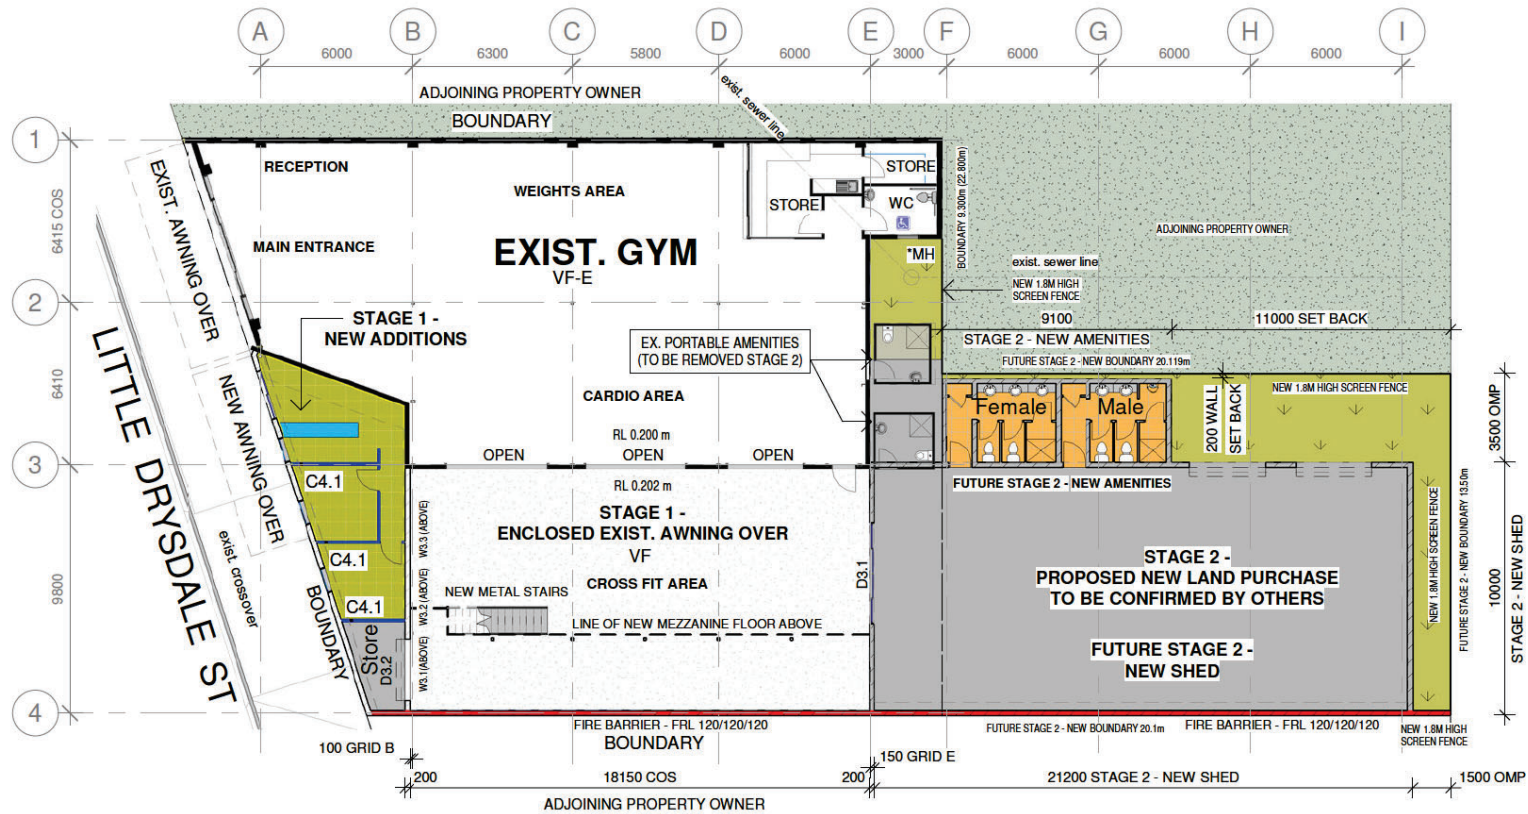 A
B
C
D
E
F
G
H
I
6000
6300
5800
6000
3000
6000
6000
6000
ADJOINING PROPERTY OWNER
BOUNDARY
exist. sewer line
1
2
3
4
6415 COS
6410
9800
EXIST. AWNING OVER
RECEPTION
WEIGHTS AREA
MAIN ENTRANCE
EXIST. GYM
VF-E
STORE
STORE
WC
*MH
BOUNDARY 9.300m (22.800m)
ADJOINING PROPERTY OWNER
exist. sewer line
NEW 1.8M HIGH
SCREEN FENCE
9100
11000 SET BACK
STAGE 1 -
NEW ADDITIONS
EX. PORTABLE AMENITIES
(TO BE REMOVED STAGE 2)
STAGE 2 - NEW AMENITIES
FUTURE STAGE 2 - NEW BOUNDARY 20.119m
NEW 1.8M HIGH SCREEN FENCE
LITTLE DRYSDALE ST
NEW AWNING OVER
CARDIO AREA
RL 0.200 m
OPEN
OPEN
OPEN
RL 0.202 m
Female
Male
200 WALL
SET BACK
3500 OMP
FUTURE STAGE 2 - NEW AMENITIES
C4.1
C4.1
C4.1
exist. crossover
BOUNDARY
Store
D3.2
W3.3 (ABOVE)
W3.2 (ABOVE)
W3.1(ABOVE)
STAGE 1 -
ENCLOSED EXIST. AWNING OVER
VF
CROSS FIT AREA
NEW METAL STAIRS
LINE OF NEW MEZZANINE FLOOR ABOVE
D3.1
STAGE 2 -
PROPOSED NEW LAND PURCHASE
TO BE CONFIRMED BY OTHERS
FUTURE STAGE 2 -
NEW SHED
NEW 1.8M HIGH SCREEN FENCE
FUTURE STAGE 2 - NEW BOUNDARY 13.50m
10000
STAGE 2 - NEW SHED
FIRE BARRIER - FRL 120/120/120
BOUNDARY
FUTURE STAGE 2 - NEW BOUNDARY 20.1m
FIRE BARRIER - FRL 120/120/120
NEW 1.8M HIGH
SCREEN FENCE
100 GRID B
150 GRID E
200
18150 COS
200
21200 STAGE 2 - NEW SHED
1500 OMP
ADJOINING PROPERTY OWNER